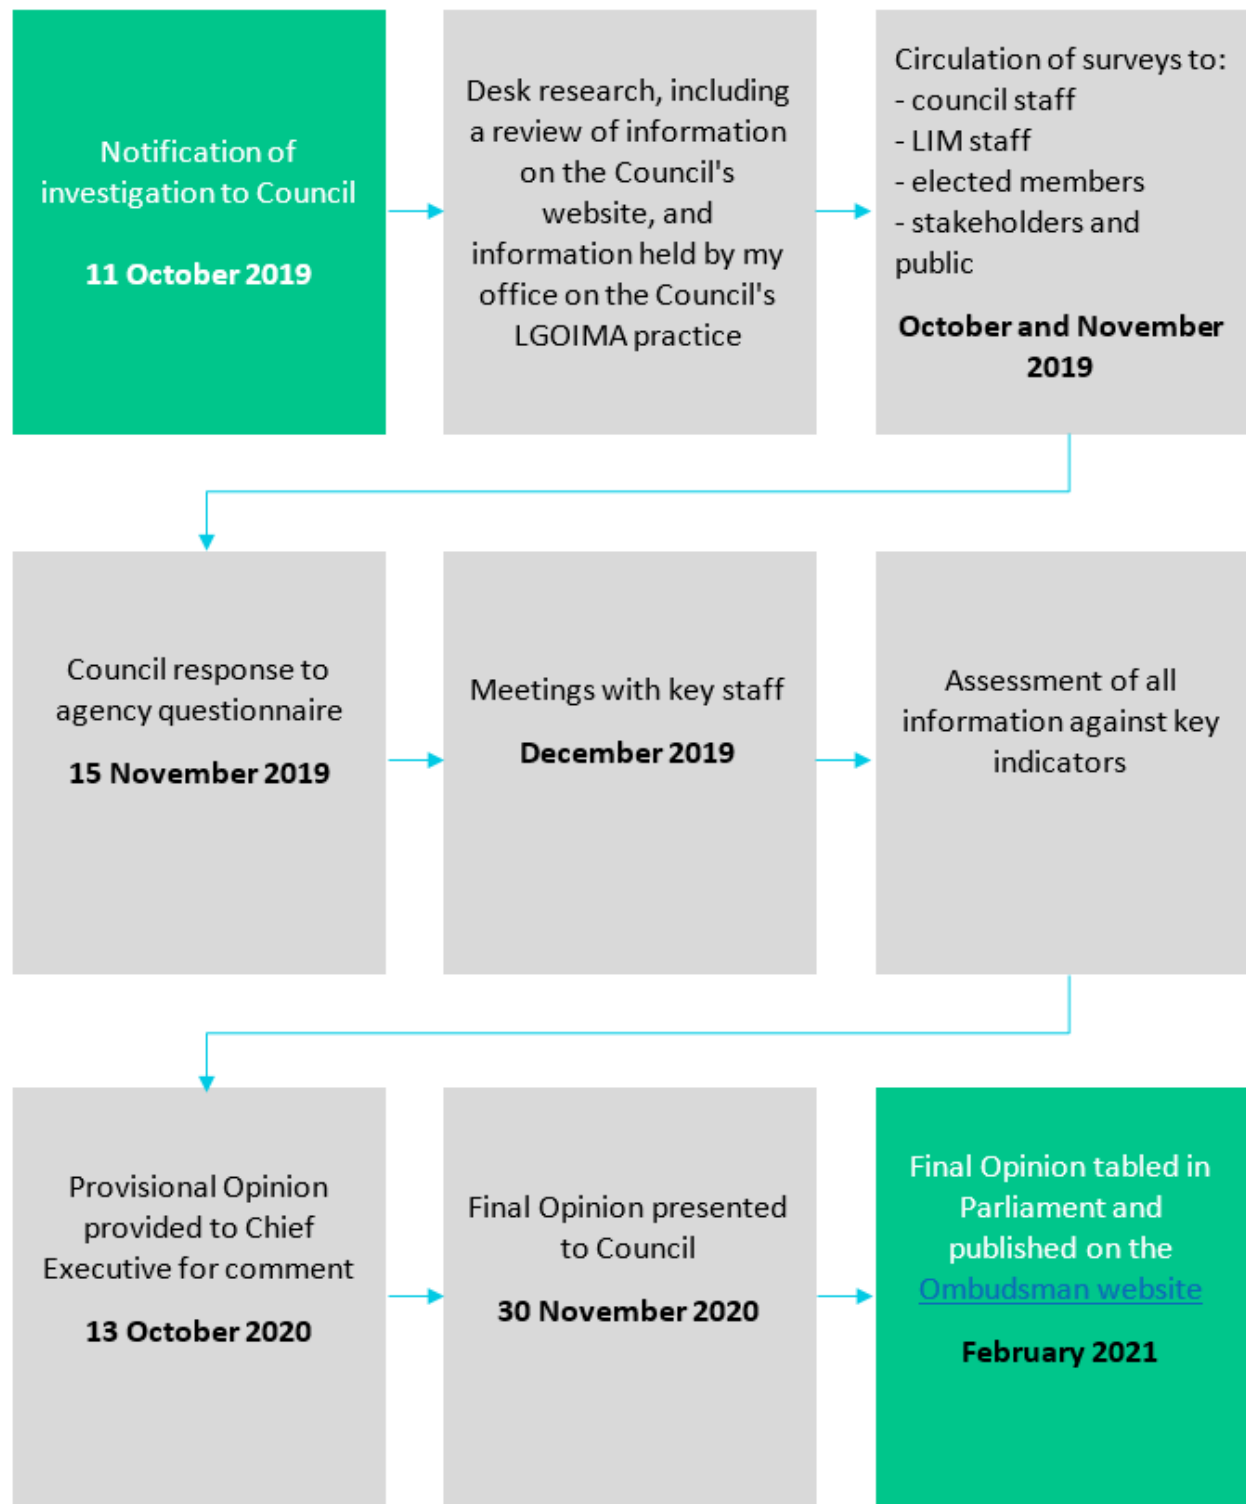 Notification of
investigation to Council
11 October 2019
Desk research, including
a review of information
on the Council's
website, and
information held by my
office on the Council's
LGOIMA practice
Circulation of surveys to:
- council staff
- LIM staff
- elected members
- stakeholders and
public
October and November
2019
Council response to
agency questionnaire
15 November 2019
Meetings with key staff
December 2019
Assessment of all
information against key
indicators
Provisional Opinion
provided to Chief
Executive for comment
13 October 2020
Final Opinion presented
to Council
30 November 2020
Final Opinion tabled in
Parliament and
published on the
Ombudsman website
February 2021